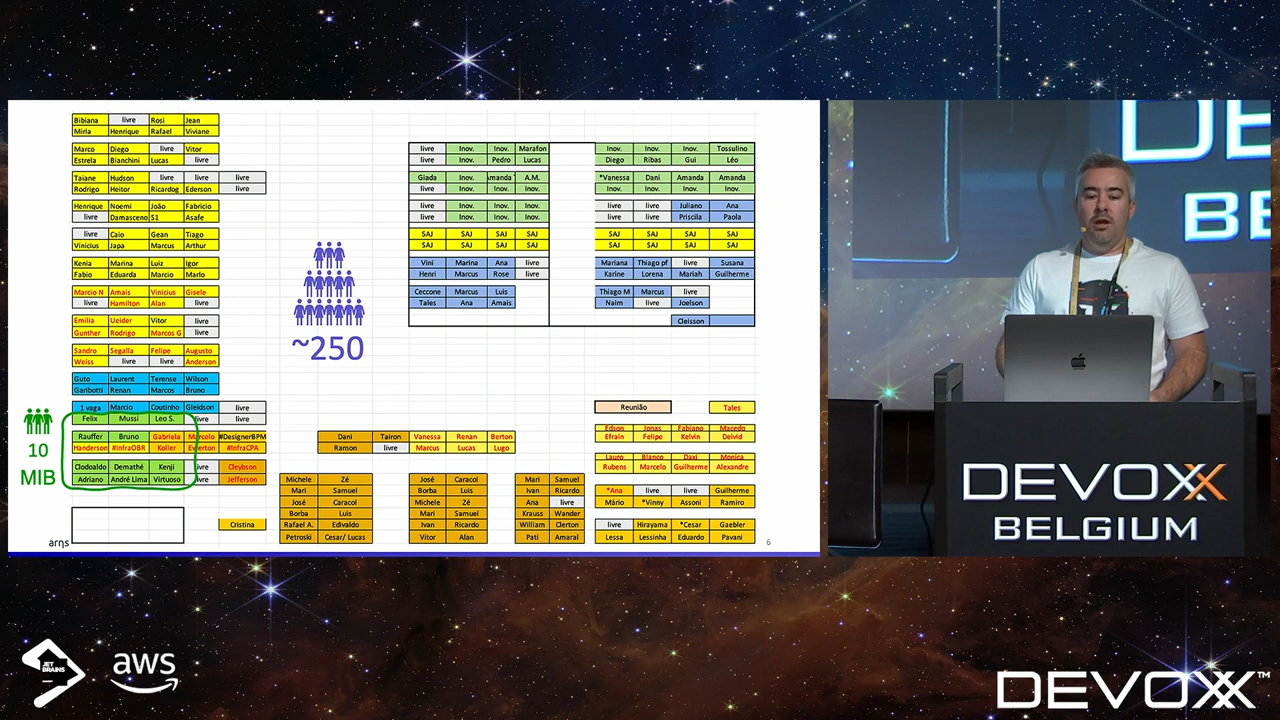 Bibiana livre Rosi Jean
Mirla Henrique Rafael Viviane
Marco Diego livre Vitor
Estrela Bianchini Lucas livre
Taiane Hudson livre livre livre
Rodrigo Heitor Ricardog Ederson livre
Henrique Noemi João Fabricio
livre Damasceno S1 Asafe
livre Caio Gean Tiago
Vinicius Japa Marcus Arthur
Kenia Marina Luiz Igor
Fabio Eduarda Marcio Marlo
Marcio N Amais Vinicius Gisele
livre Hamilton Alan livre
Emilia Ueider Vitor livre
Gunther Rodrigo Marcos G livre
Sandro Segalla Felipe Augusto
Weiss livre livre Anderson
Guto Laurent Terense Wilson
Garibotti Renan Marcos Bruno
1 vaga Marcio Coutinho Gleidson livre
Felix Mussi Leo S. livre livre
Rauffer Bruno Gabriela Marcelo #DesignerBPM
Handerson #InfraOBR Koller Everton #InfraCPA
Clodoaldo Demathé Kenji livre Cleybson
Adriano André Lima Virtuoso livre Jefferson
10
MIB
Cristina
~250
livre Inov. Inov. Marafon
livre Inov. Pedro Lucas
Giada Inov. A.M.
livre Inov. Inov. Inov.
livre Inov. Inov. Inov.
livre Inov. Inov. Inov.
SAJ SAJ SAJ SAJ
SAJ SAJ SAJ SAJ
Vini Marina Ana livre
Henri Marcus Rose livre
Ceccone Marcus Luis
Tales Ana Amais
Inov. Inov. Inov. Tossulino
Diego Ribas Gui Léo
*Vanessa Dani Amanda Amanda
Inov. Inov. Inov. Inov.
livre livre Juliano Ana
livre livre Priscila Paola
SAJ SAJ SAJ SAJ
SAJ SAJ SAJ SAJ
Mariana Thiago pf livre Susana
Karine Lorena Mariah Guilherme
Thiago M Marcus livre
Naim livre Joelson
Cleisson
Reunião Tales
Dani Tairon Vanessa Renan Berton
Ramon livre Marcus Lucas Lugo
Edson Jonas Fabiano Macedo
Efrain Felipe Kelvin Deivid
Lauro Blanco Davi Monica
Rubens Marcelo Guilherme Alexandre
*Ana livre livre Guilherme
Mário *Vinny Assoni Ramiro
livre Hirayama *Cesar Gaebler
Lessa Lessinha Eduardo Pavani
Michele Zé
Mari Samuel
José Caracol
Borba Luis
Rafael A. Edivaldo
Petroski Cesar/ Lucas
José Caracol
Borba Luis
Michele Zé
Mari Samuel
Ivan Ricardo
Vitor Alan
Mari Samuel
Ivan Ricardo
Ana livre
Krauss Wander
William Clerton
Pati Amaral
arqs
6
DE
BE
DEVOXX
BELGIUM
JET
BRAINS
aws
DEVOXX™